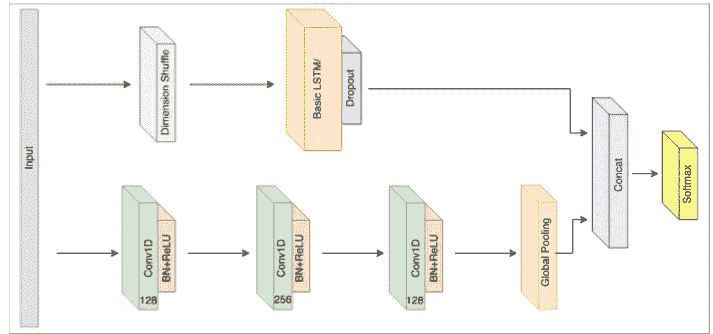 Input
Dimension Shuffle
Basic LSTM/
Dropout
Conv1D
BN+ReLU
128
Conv1D
BN+ReLU
256
Conv1D
BN+ReLU
128
Global Pooling
Concat
Softmax